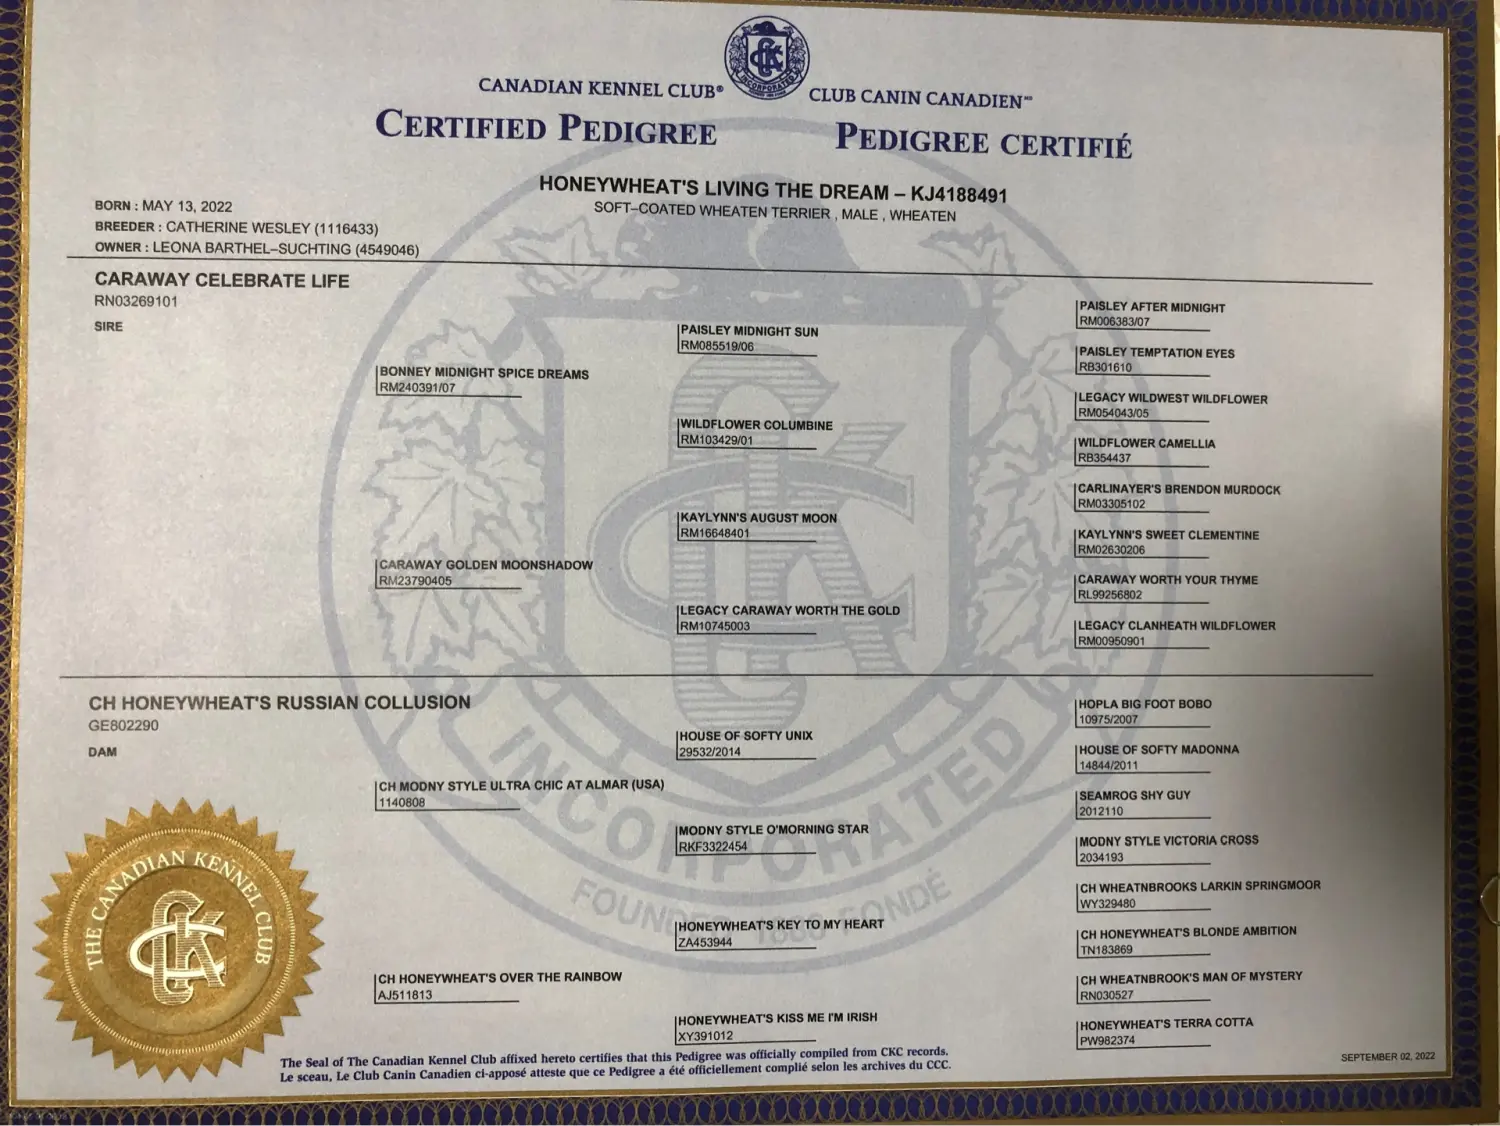 CANADIAN KENNEL CLUB® CLUB CANIN CANADIEN
CERTIFIED PEDIGREE PEDIGREE CERTIFIÉ
HONEYWHEAT'S LIVING THE DREAM – KJ4188491
SOFT–COATED WHEATEN TERRIER , MALE , WHEATEN
BORN : MAY 13, 2022
BREEDER : CATHERINE WESLEY (1116433)
OWNER : LEONA BARTHEL–SUCHTING (4549046)
CARAWAY CELEBRATE LIFE
RN03269101
SIRE
BONNEY MIDNIGHT SPICE DREAMS
RM240391/07
CARAWAY GOLDEN MOONSHADOW
RM23790405
PAISLEY MIDNIGHT SUN
RM085519/06
WILDFLOWER COLUMBINE
RM103429/01
KAYLYNN'S AUGUST MOON
RM16648401
LEGACY CARAWAY WORTH THE GOLD
RM10745003
PAISLEY AFTER MIDNIGHT
RM006383/07
PAISLEY TEMPTATION EYES
RB301610
LEGACY WILDWEST WILDFLOWER
RM054043/05
WILDFLOWER CAMELLIA
RB354437
CARLINAYER'S BRENDON MURDOCK
RM03305102
KAYLYNN'S SWEET CLEMENTINE
RM02630206
CARAWAY WORTH YOUR THYME
RL99256802
LEGACY CLANHEATH WILDFLOWER
RM00950901
CH HONEYWHEAT'S RUSSIAN COLLUSION
GE802290
DAM
CH MODNY STYLE ULTRA CHIC AT ALMAR (USA)
1140808
CH HONEYWHEAT'S OVER THE RAINBOW
AJ511813
HOUSE OF SOFTY UNIX
29532/2014
MODNY STYLE O'MORNING STAR
RKF3322454
HONEYWHEAT'S KEY TO MY HEART
ZA453944
HONEYWHEAT'S KISS ME I'M IRISH
XY391012
HOPLA BIG FOOT BOBO
10975/2007
HOUSE OF SOFTY MADONNA
14844/2011
SEAMROG SHY GUY
2012110
MODNY STYLE VICTORIA CROSS
2034193
CH WHEATNBROOKS LARKIN SPRINGMOOR
WY329480
CH HONEYWHEAT'S BLONDE AMBITION
TN183869
CH WHEATNBROOK'S MAN OF MYSTERY
RN030527
HONEYWHEAT'S TERRA COTTA
PW982374
INCORPORATED
THE CANADIAN KENNEL CLUB
CKC
The Seal of The Canadian Kennel Club affixed hereto certifies that this Pedigree was officially compiled from CKC records.
Le sceau, Le Club Canin Canadien ci-apposé atteste que ce Pedigree a été officiellement complié selon les archives du CCC.
SEPTEMBER 02, 2022